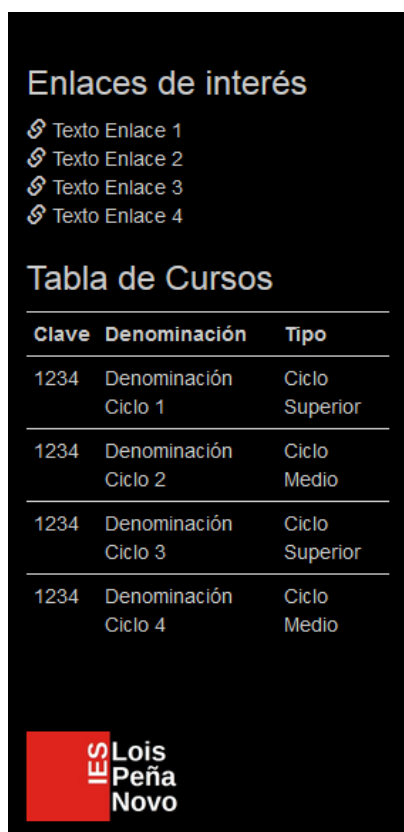 Enlaces de interés
Texto Enlace 1
Texto Enlace 2
Texto Enlace 3
Texto Enlace 4
Tabla de Cursos
Clave Denominación Tipo
1234 Denominación Ciclo
Ciclo 1 Superior
1234 Denominación Ciclo
Ciclo 2 Medio
1234 Denominación Ciclo
Ciclo 3 Superior
1234 Denominación Ciclo
Ciclo 4 Medio
IES
Lois
Peña
Novo